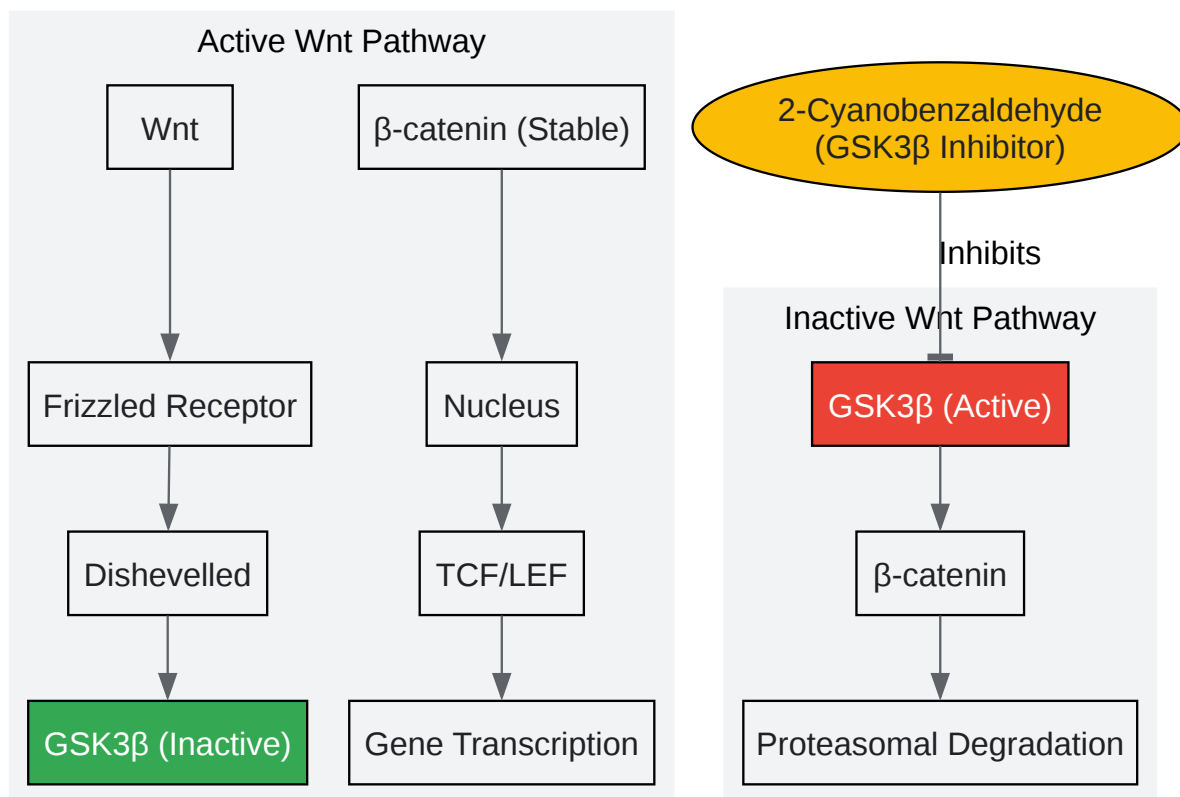 Active Wnt Pathway
Wnt
β-catenin (Stable)
Frizzled Receptor
Nucleus
Dishevelled
TCF/LEF
GSK3β (Inactive)
Gene Transcription
2-Cyanobenzaldehyde
(GSK3β Inhibitor)
Inhibits
Inactive Wnt Pathway
GSK3β (Active)
β-catenin
Proteasomal Degradation